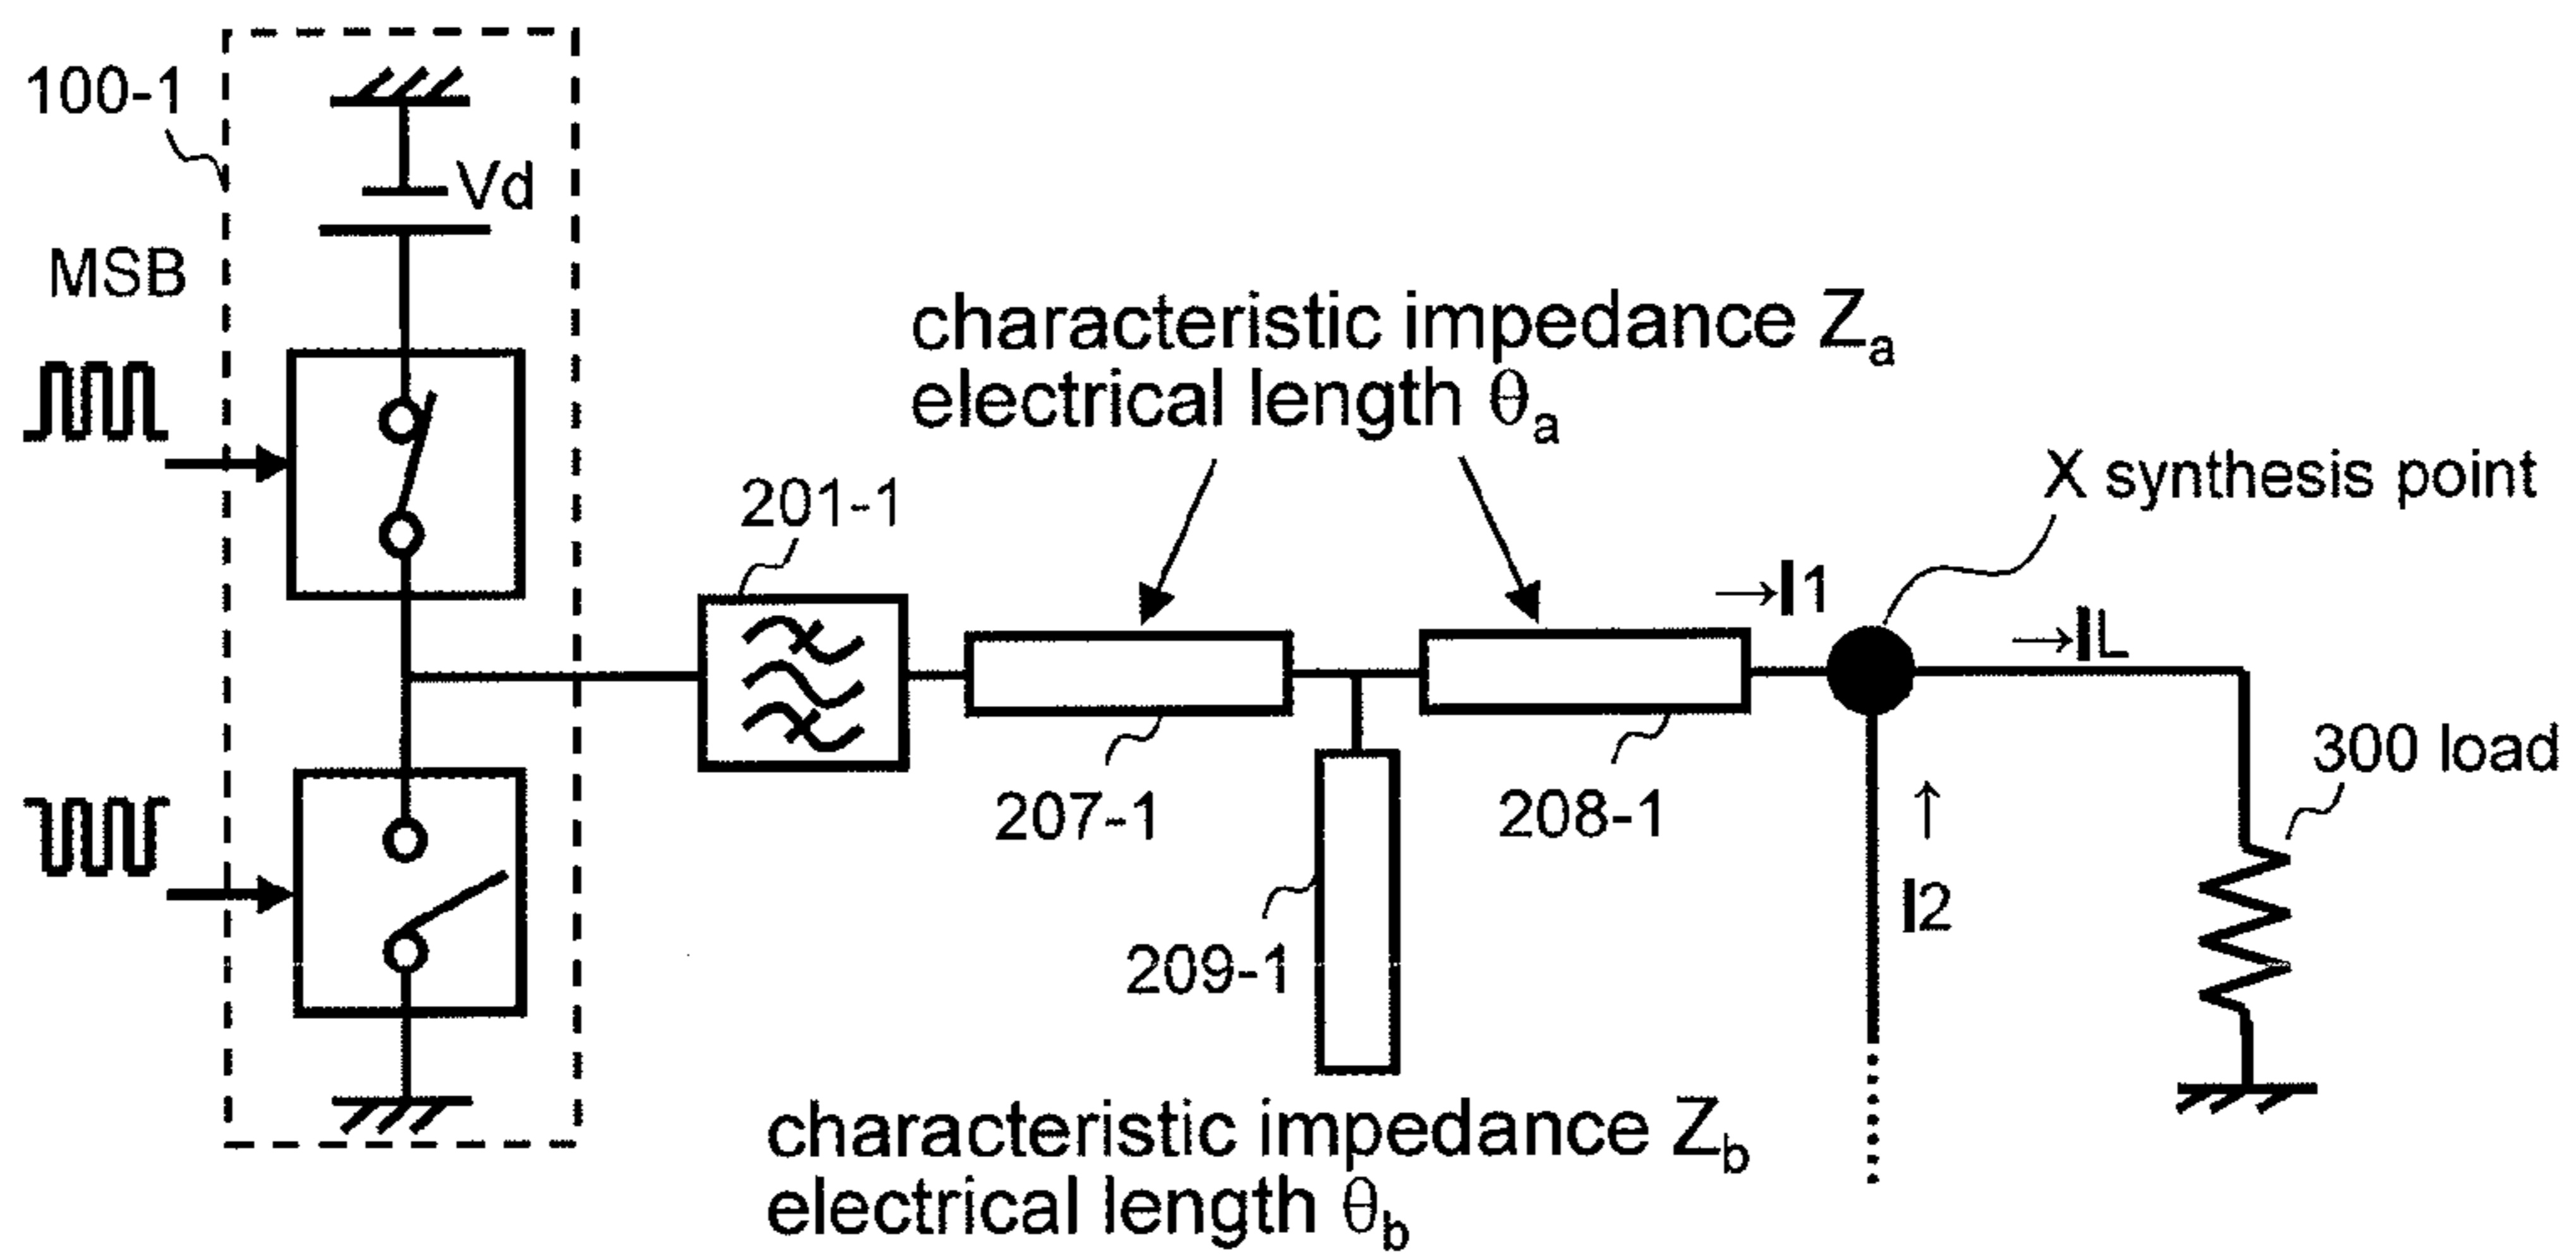 100-1
Vd
MSB
characteristic impedance Za
electrical length θa
201-1
X synthesis point
→I1
→IL
300 load
207-1
208-1
↑
I2
209-1
characteristic impedance Zb
electrical length θb